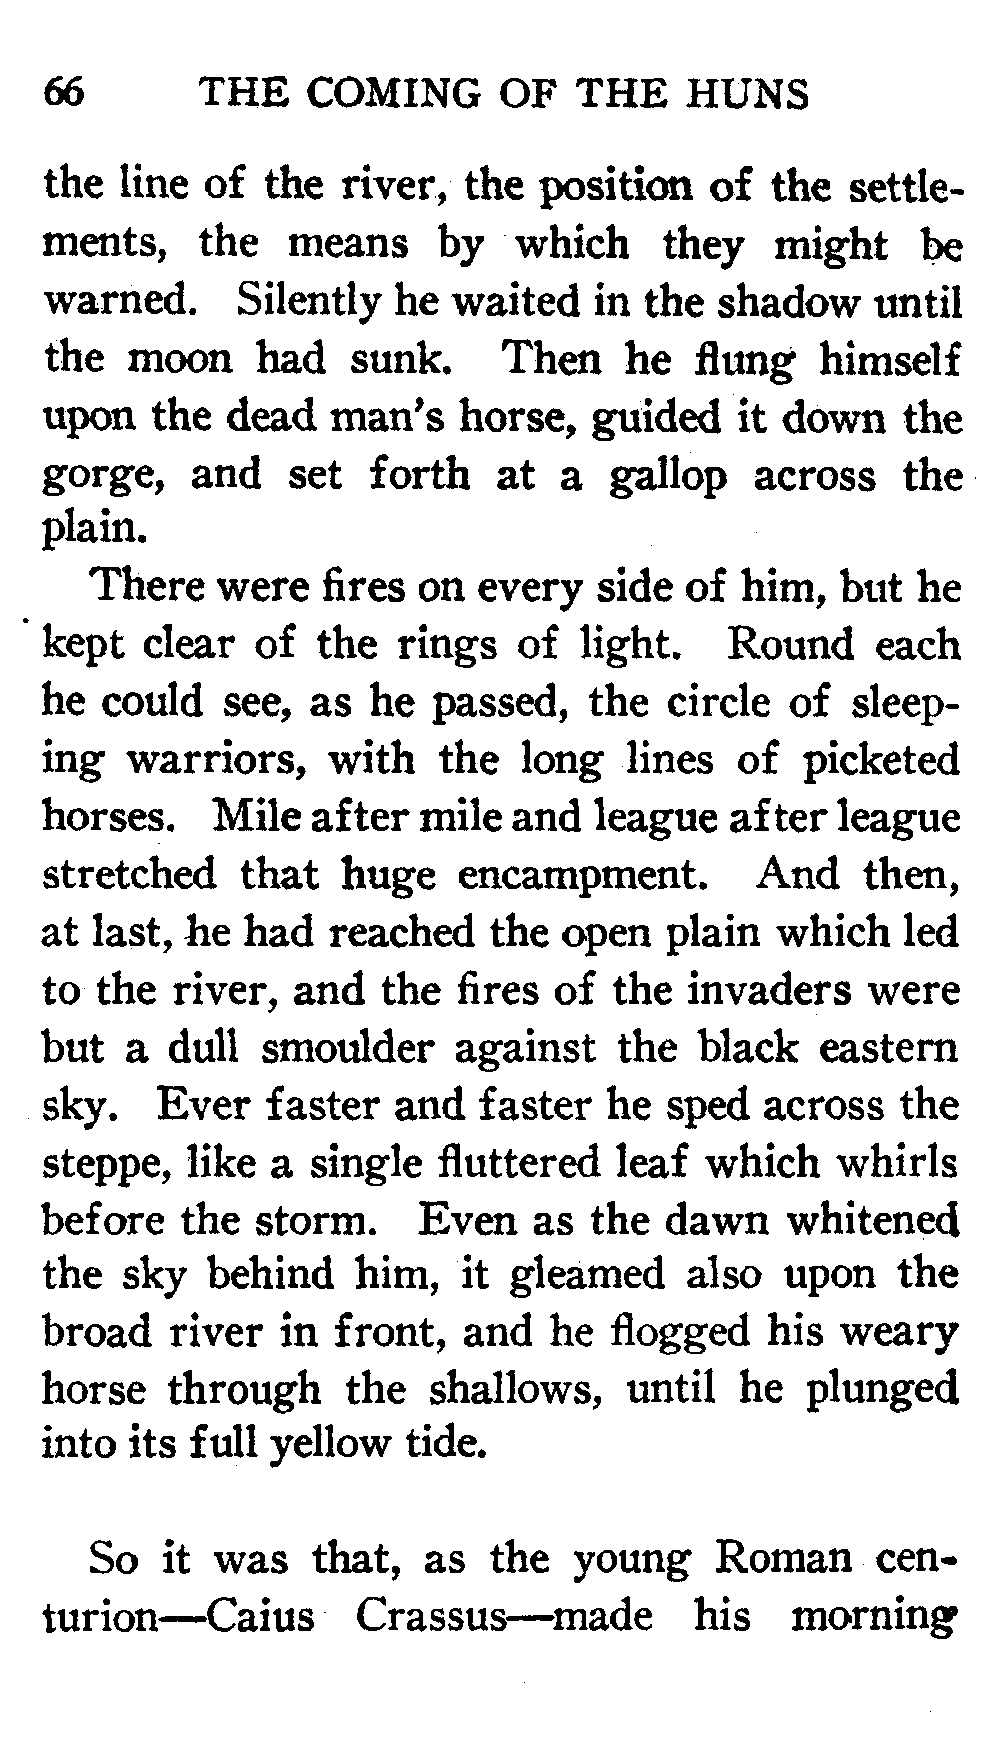 66 THE COMING OF THE HUNS
the line of the river, the position of the settle-
ments, the means by which they might be
warned. Silently he waited in the shadow until
the moon had sunk. Then he flung himself
upon the dead man's horse, guided it down the
gorge, and set forth at a gallop across the
plain.
There were fires on every side of him, but he
kept clear of the rings of light. Round each
he could see, as he passed, the circle of sleep-
ing warriors, with the long lines of picketed
horses. Mile after mile and league after league
stretched that huge encampment. And then,
at last, he had reached the open plain which led
to the river, and the fires of the invaders were
but a dull smoulder against the black eastern
sky. Ever faster and faster he sped across the
steppe, like a single fluttered leaf which whirls
before the storm. Even as the dawn whitened
the sky behind him, it gleamed also upon the
broad river in front, and he flogged his weary
horse through the shallows, until he plunged
into its full yellow tide.
So it was that, as the young Roman cen-
turion—Caius Crassus—made his morning